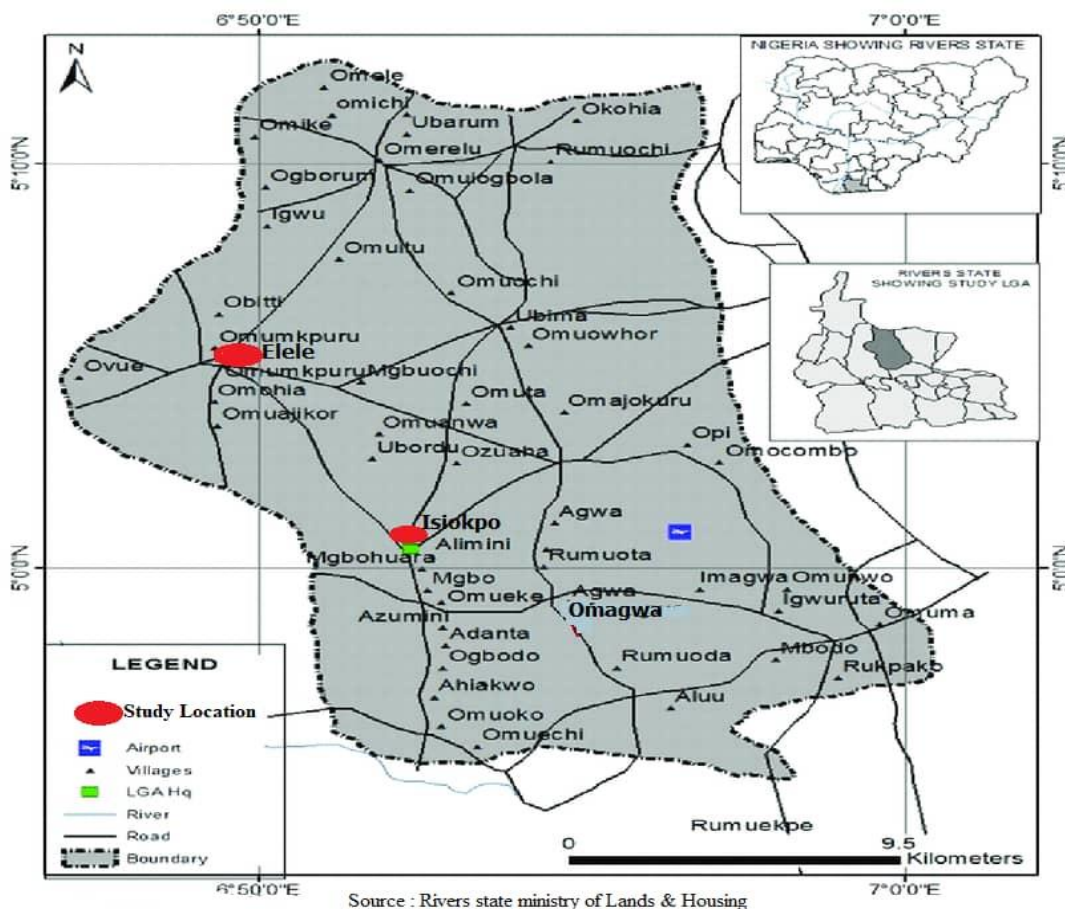 6°50'0"E
7°0'0"E
N
NIGERIA SHOWING RIVERS STATE
Omele
omichi
Okohia
Omike
Ubarum
Omerelu
Rumuochi
5°10'0"N
5°10'0"N
Ogborum
Omuiogbola
Igwu
Omuitu
RIVERS STATE
SHOWING STUDY LGA
Omuochi
Obitti
Ubima
Omumkpuru
Omuowhor
Elele
Ovue
Omumkpuru
Mgbuochi
Omohia
Omuta
Omajokuru
Omuajikor
Omuanwa
Opi
Ubordu
Ozuaha
Omocombo
Isiokpo
Agwa
Alimini
Mgbohuara
Rumuota
5°0'0"N
5°0'0"N
Mgbo
Imagwa
Omunwo
Omueke
Agwa
Igwuruta
Azumini
Omagwa
Omuma
Adanta
LEGEND
Ogbodo
Rumuoda
Mbodo
Rukpako
Ahiakwo
Aluu
Study Location
Omuoko
Airport
Omuechi
Villages
LGA Hq
River
Rumuekpe
Road
0
9.5
Boundary
Kilometers
6°50'0"E
7°0'0"E
Source : Rivers state ministry of Lands & Housing